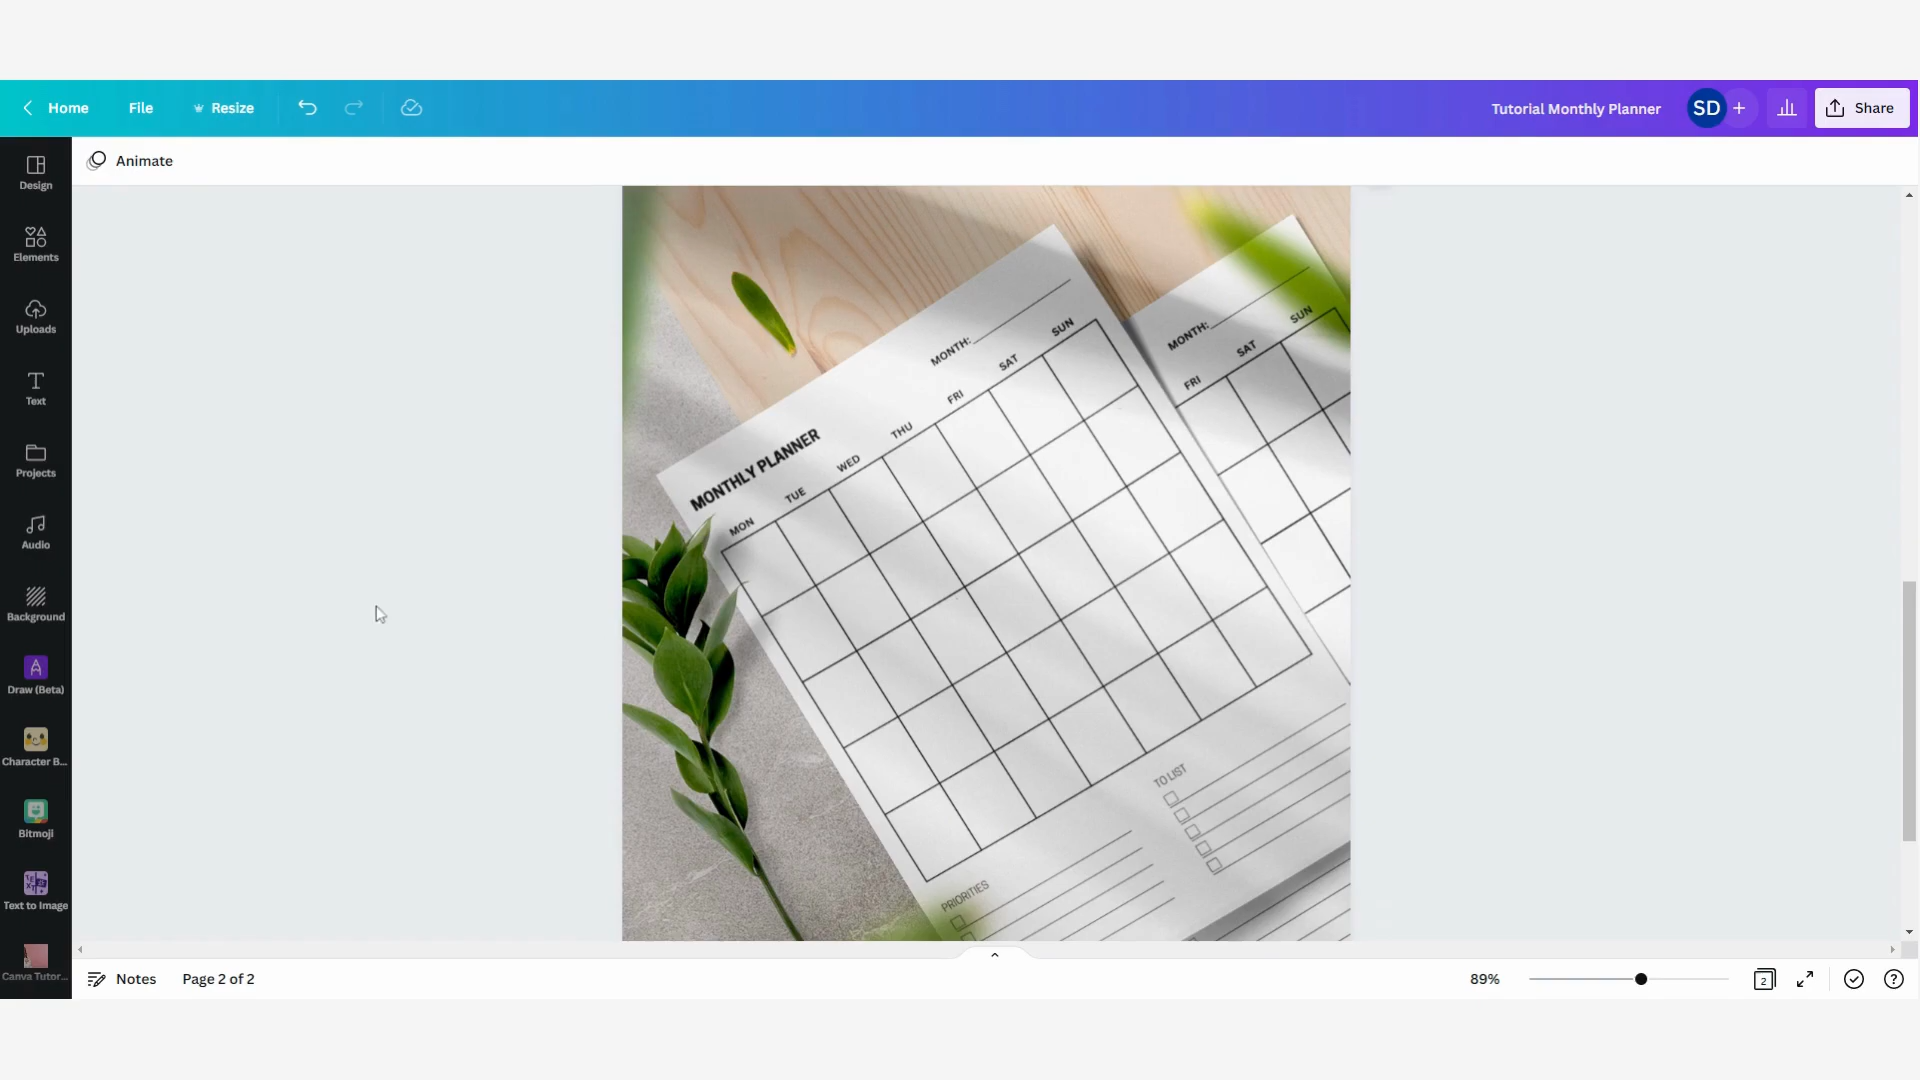 Home File Resize
Tutorial Monthly Planner SD + Share
Animate
Design
Elements
Uploads
Text
Projects
Audio
Background
Draw (Beta)
Character B...
Bitmoji
Text to Image
Canva Tutor...
MONTH:
MONTHLY PLANNER
MON TUE WED THU FRI SAT SUN
PRIORITIES
TO LIST
MONTH:
FRI SAT SUN
Notes Page 2 of 2
89% 2